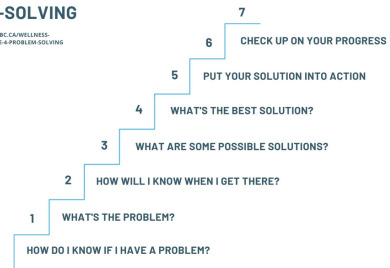 -SOLVING
BC.CA/WELLNESS-
E-4-PROBLEM-SOLVING
7
6 CHECK UP ON YOUR PROGRESS
5 PUT YOUR SOLUTION INTO ACTION
4 WHAT'S THE BEST SOLUTION?
3 WHAT ARE SOME POSSIBLE SOLUTIONS?
2 HOW WILL I KNOW WHEN I GET THERE?
1 WHAT'S THE PROBLEM?
HOW DO I KNOW IF I HAVE A PROBLEM?